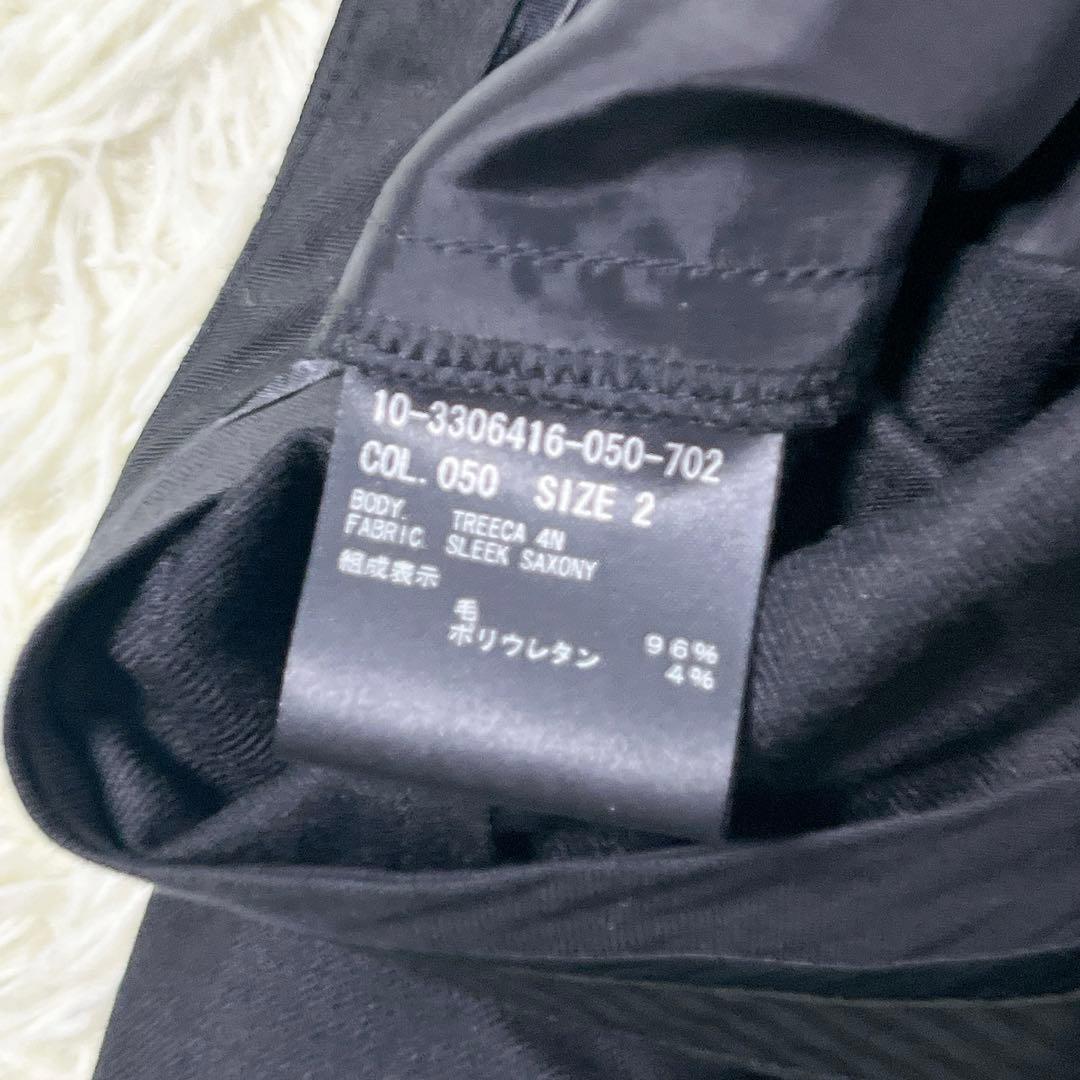 10-3306416-050-702
COL. 050 SIZE 2
BODY. TREECA 4N
FABRIC. SLEEK SAXONY
組成表示
毛 96%
ポリウレタン 4%